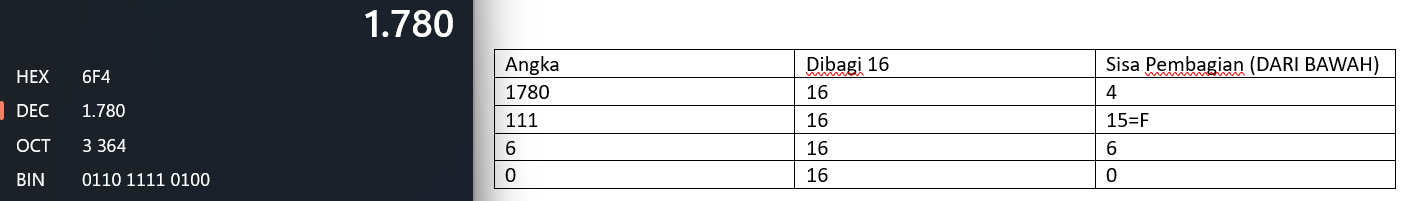 1.780
HEX 6F4
DEC 1.780
OCT 3 364
BIN 0110 1111 0100
Angka Dibagi 16 Sisa Pembagian (DARI BAWAH)
1780 16 4
111 16 15=F
6 16 6
0 16 0